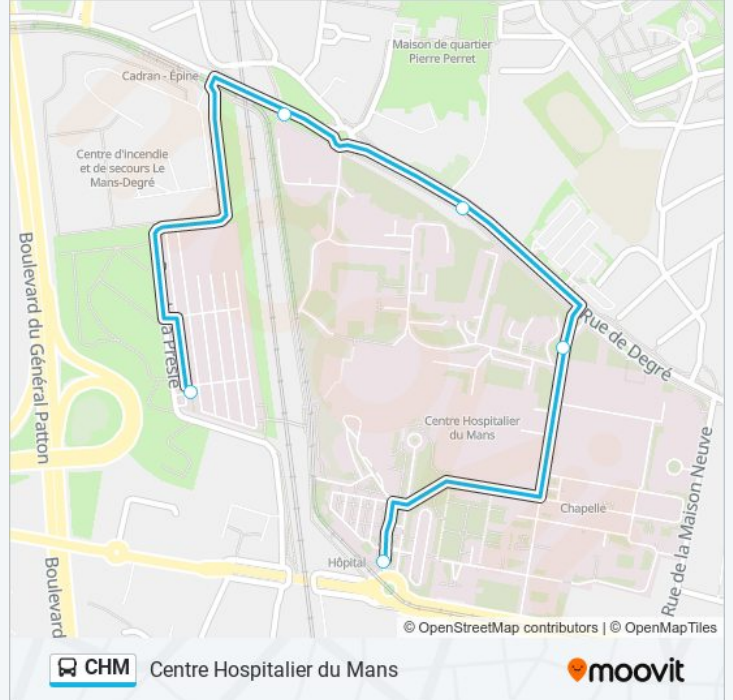 Maison de quartier
Pierre Perret
Cadran - Épine
Centre d'Incendie
et de secours Le
Mans-Degré
Boulevard du Général Patton
la Presle
Rue de Degré
Centre Hospitalier
du Mans
Chapelle
Rue de la Maison Neuve
Hôpital
Boulevard
© OpenStreetMap contributors | © OpenMapTiles
CHM
Centre Hospitalier du Mans
moovit